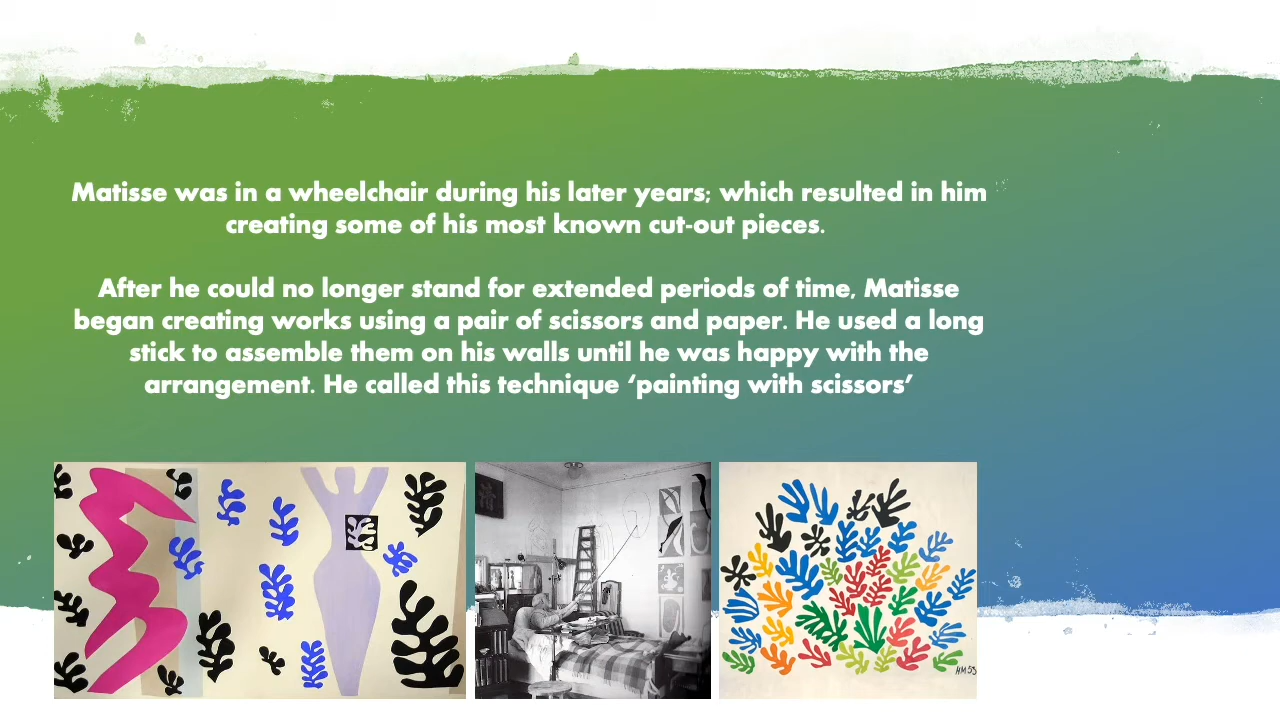 Matisse was in a wheelchair during his later years; which resulted in him
creating some of his most known cut-out pieces.
After he could no longer stand for extended periods of time, Matisse
began creating works using a pair of scissors and paper. He used a long
stick to assemble them on his walls until he was happy with the
arrangement. He called this technique ‘painting with scissors’
HM53